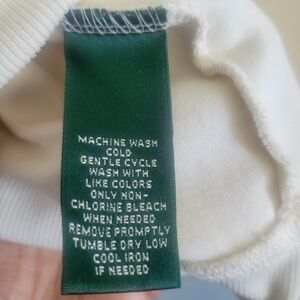 MACHINE WASH
COLD
GENTLE CYCLE
WASH WITH
LIKE COLORS
ONLY NON-
CHLORINE BLEACH
WHEN NEEDED
REMOVE PROMPTLY
TUMBLE DRY LOW
COOL IRON
IF NEEDED